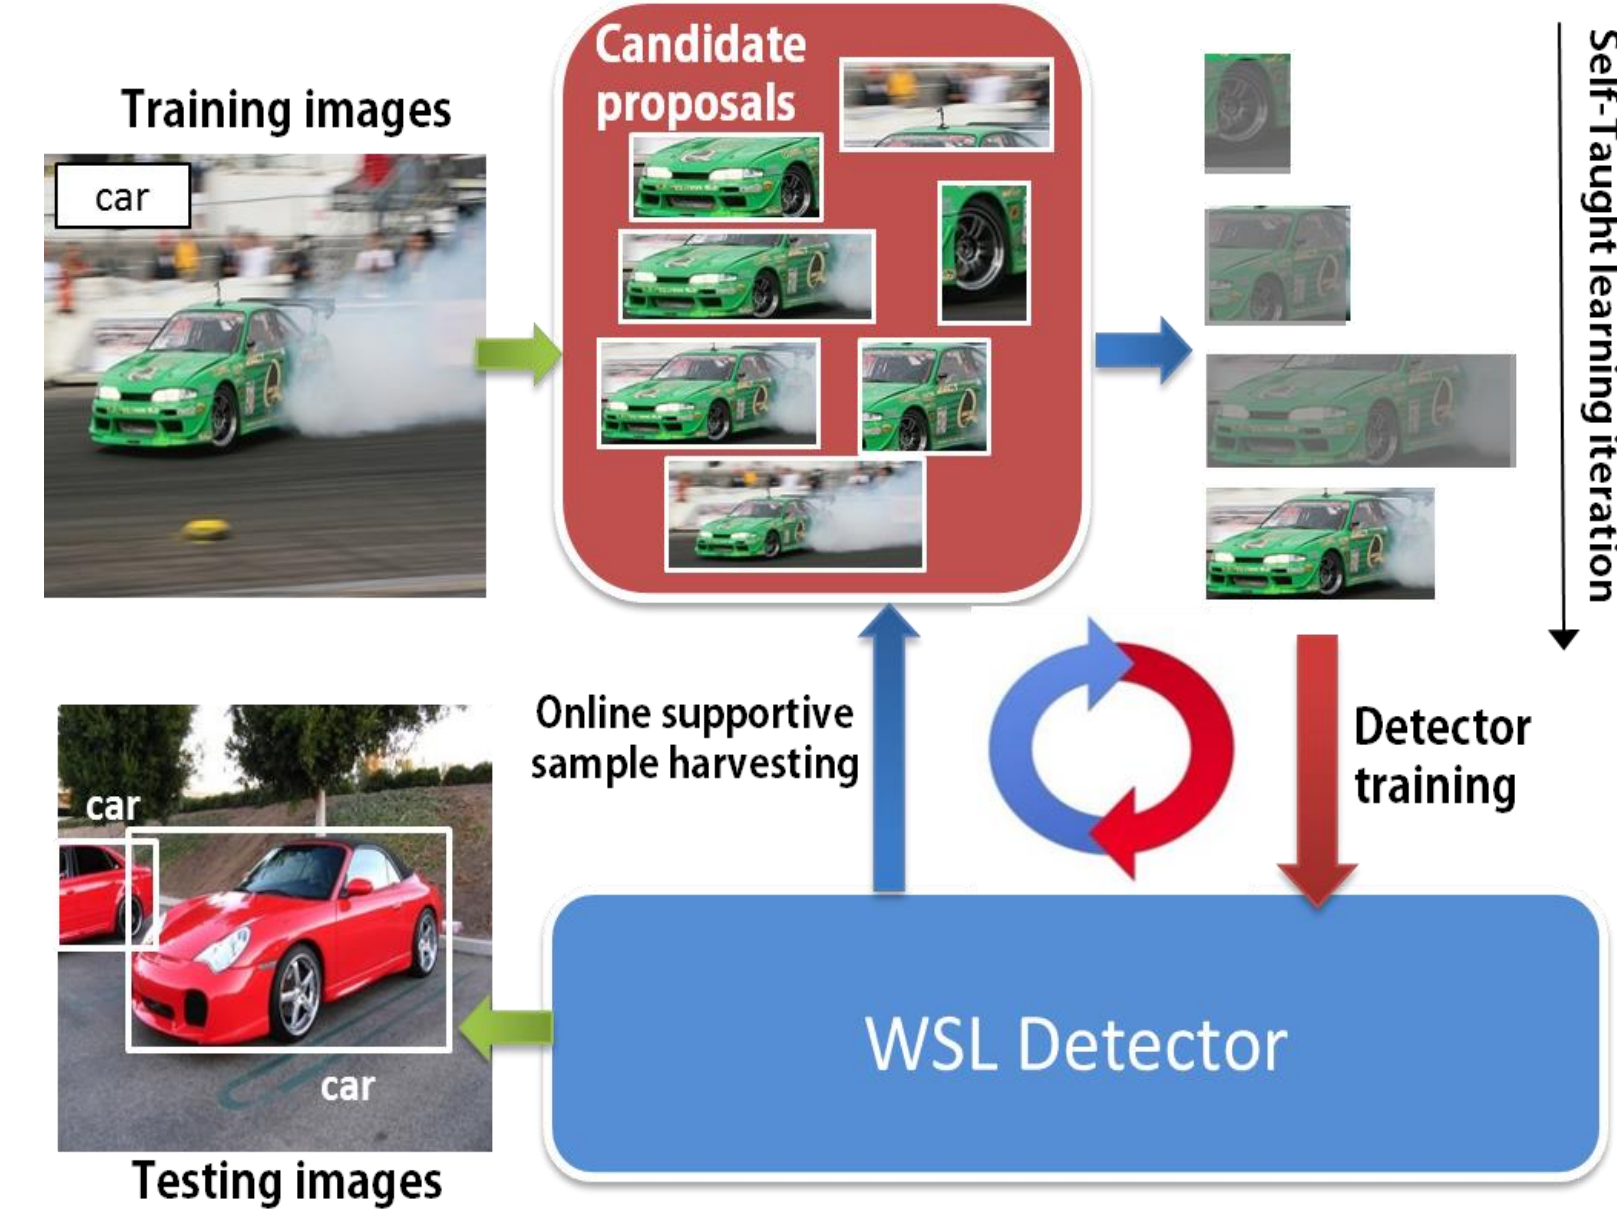 Training images
car
Candidate
proposals
Self-Taught learning iteration
Online supportive
sample harvesting
Detector
training
car
car
WSL Detector
Testing images